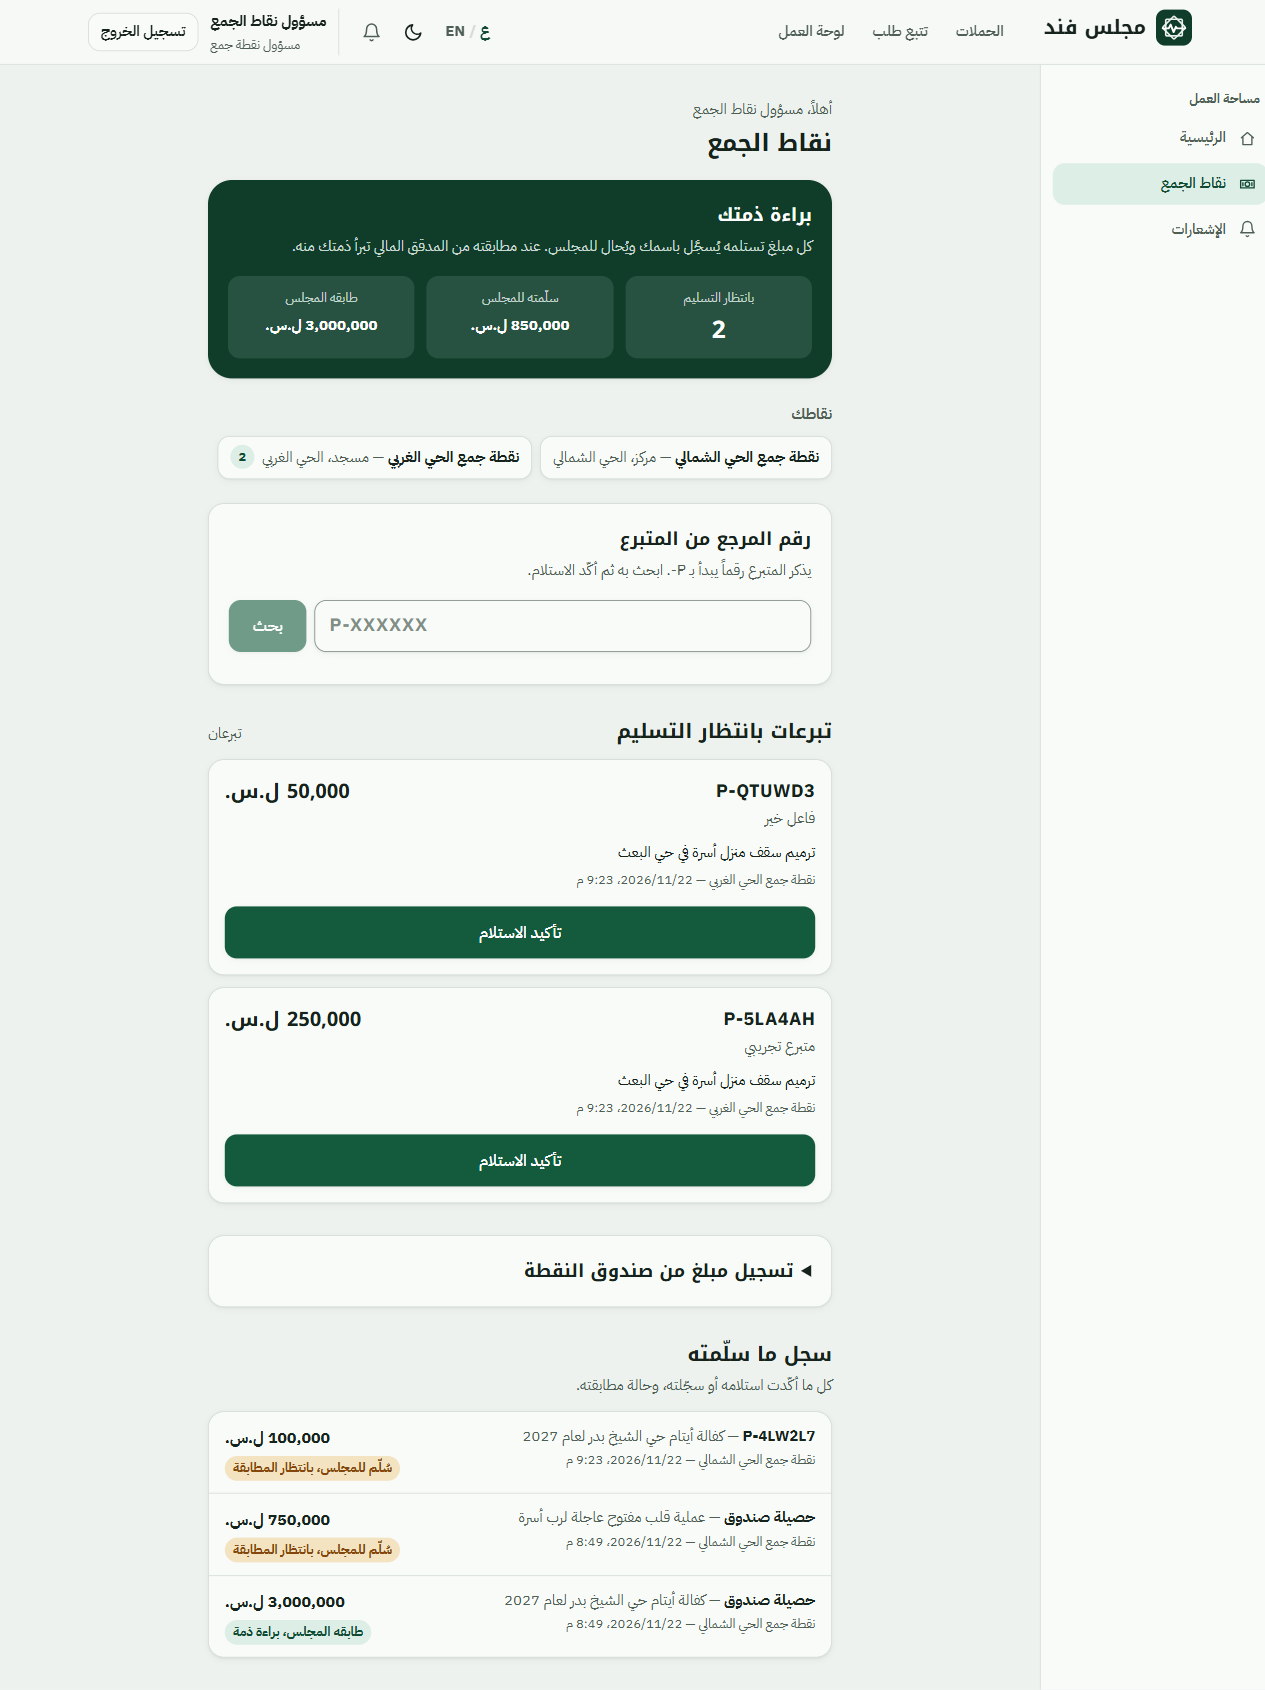 مجلس فند
الحملات
تتبع طلب
لوحة العمل
ع / EN
مسؤول نقاط الجمع
مسؤول نقطة جمع
تسجيل الخروج
مساحة العمل
الرئيسية
نقاط الجمع
الإشعارات
أهلاً، مسؤول نقاط الجمع
نقاط الجمع
براءة ذمتك
كل مبلغ تستلمه يُسجَّل باسمك ويُحال للمجلس. عند مطابقته من المدقق المالي تبرأ ذمتك منه.
بانتظار التسليم
2
سلّمته للمجلس
850,000 ل.س.
طابقه المجلس
3,000,000 ل.س.
نقاطك
نقطة جمع الحي الشمالي — مركز، الحي الشمالي
نقطة جمع الحي الغربي — مسجد، الحي الغربي 2
رقم المرجع من المتبرع
يذكر المتبرع رقماً يبدأ بـ P-. ابحث به ثم أكّد الاستلام.
P-XXXXXX
بحث
تبرعات بانتظار التسليم
تبرعان
P-QTUWD3
50,000 ل.س.
فاعل خير
ترميم سقف منزل أسرة في حي البعث
نقطة جمع الحي الغربي — 2026/11/22، 9:23 م
تأكيد الاستلام
P-5LA4AH
250,000 ل.س.
متبرع تجريبي
ترميم سقف منزل أسرة في حي البعث
نقطة جمع الحي الغربي — 2026/11/22، 9:23 م
تأكيد الاستلام
تسجيل مبلغ من صندوق النقطة
سجل ما سلّمته
كل ما أكّدت استلامه أو سجّلته، وحالة مطابقته.
P-4LW2L7 — كفالة أيتام حي الشيخ بدر لعام 2027
100,000 ل.س.
نقطة جمع الحي الشمالي — 2026/11/22، 9:23 م
سُلّم للمجلس، بانتظار المطابقة
حصيلة صندوق — عملية قلب مفتوح عاجلة لرب أسرة
750,000 ل.س.
نقطة جمع الحي الشمالي — 2026/11/22، 8:49 م
سُلّم للمجلس، بانتظار المطابقة
حصيلة صندوق — كفالة أيتام حي الشيخ بدر لعام 2027
3,000,000 ل.س.
نقطة جمع الحي الشمالي — 2026/11/22، 8:49 م
طابقه المجلس، براءة ذمة